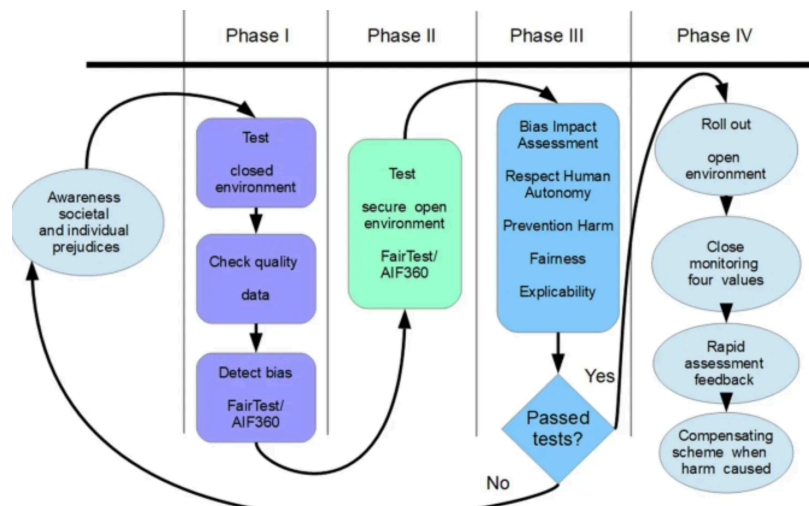 Phase I
Phase II
Phase III
Phase IV
Awareness
societal
and individual
prejudices
Test
closed
environment
Check quality
data
Detect bias
FairTest/
AIF360
Test
secure open
environment
FairTest/
AIF360
Bias Impact
Assessment
Respect Human
Autonomy
Prevention Harm
Fairness
Explicability
Passed
tests?
Yes
No
Roll out
open
environment
Close
monitoring
four values
Rapid
assessment
feedback
Compensating
scheme when
harm caused